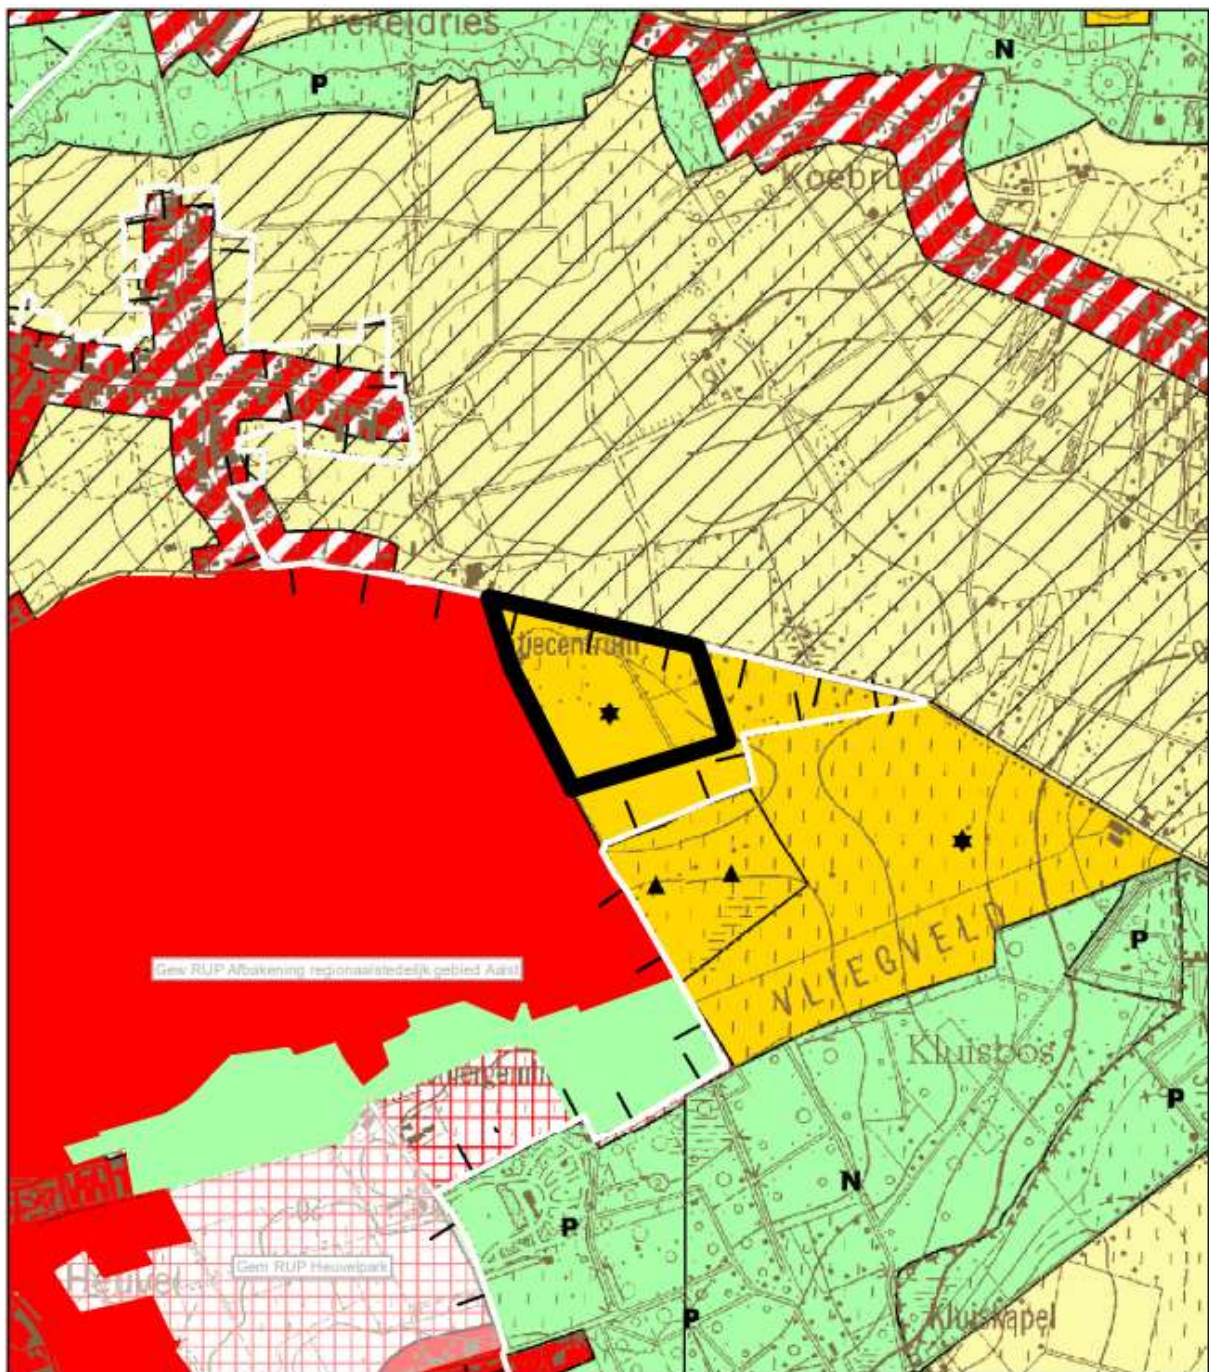 Krekeldries
N
P
Koebrug
tiecentrum
VLIEGVELD
P
Gew RUP Afbakening regionaalstedelijk gebied Aalst
Kluisbos
P
N
P
Gem RUP Heuvelpark
Heuvel
P
Kluiskapel